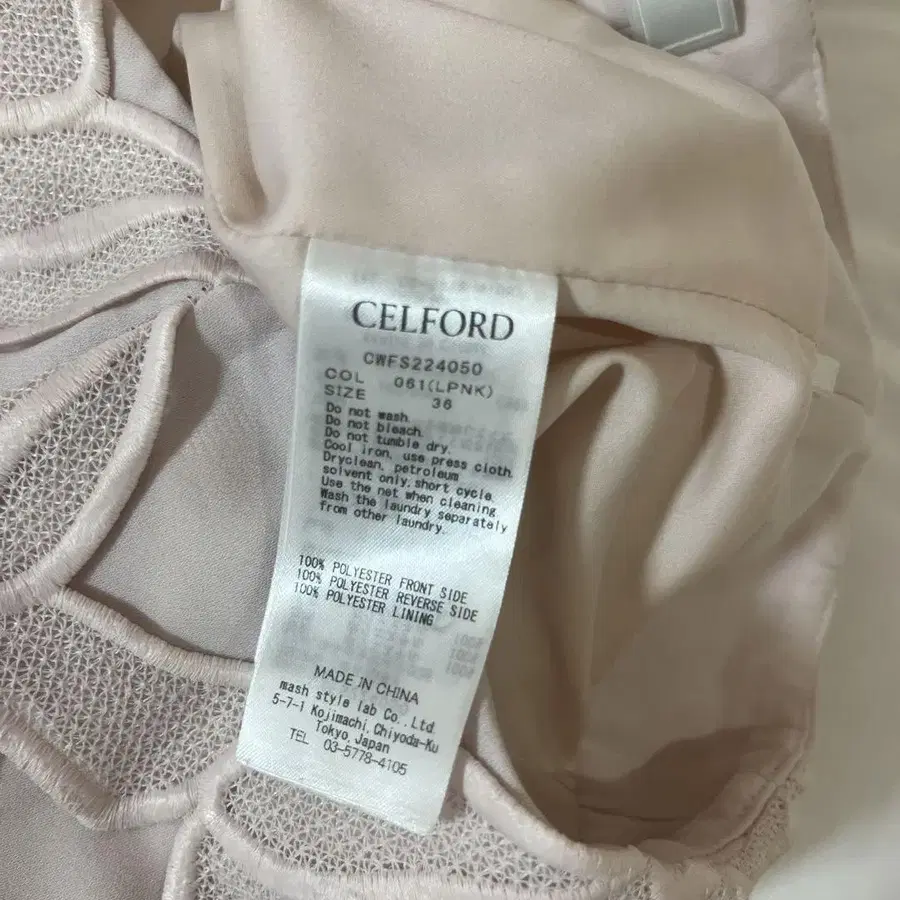 CELFORD
CWFS224050
COL 061(LPNK)
SIZE 36
Do not wash.
Do not bleach.
Do not tumble dry.
Cool iron, use press cloth.
Dryclean, petroleum
solvent only,short cycle.
Use the net when cleaning.
Wash the laundry separately
from other laundry.
100% POLYESTER FRONT SIDE
100% POLYESTER REVERSE SIDE
100% POLYESTER LINING
MADE IN CHINA
mash style lab Co., Ltd.
5-7-1 Kojimachi,Chiyoda-Ku
Tokyo,Japan
TEL 03-5778-4105